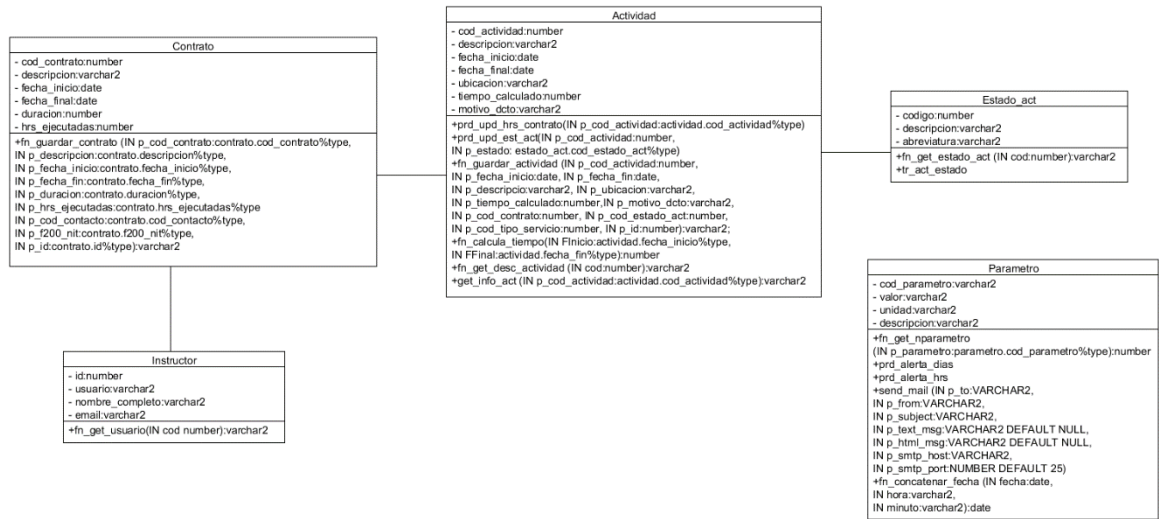 Contrato
- cod_contrato:number
- descripcion:varchar2
- fecha_inicio:date
- fecha_final:date
- duracion:number
- hrs_ejecutadas:number
+fn_guardar_contrato (IN p_cod_contrato:contrato.cod_contrato%type,
IN p_descripcion:contrato.descripcion%type,
IN p_fecha_inicio:contrato.fecha_inicio%type,
IN p_fecha_fin:contrato.fecha_fin%type,
IN p_duracion:contrato.duracion%type,
IN p_hrs_ejecutadas:contrato.hrs_ejecutadas%type
IN p_cod_contacto:contrato.cod_contacto%type,
IN p_f200_nit:contrato.f200_nit%type,
IN p_id:contrato.id%type):varchar2
Actividad
- cod_actividad:number
- descripcion:varchar2
- fecha_inicio:date
- fecha_final:date
- ubicacion:varchar2
- tiempo_calculado:number
- motivo_dcto:varchar2
+prd_upd_hrs_contrato(IN p_cod_actividad:actividad.cod_actividad%type)
+prd_upd_est_act(IN p_cod_actividad:number,
IN p_estado: estado_act.cod_estado_act%type)
+fn_guardar_actividad (IN p_cod_actividad:number,
IN p_fecha_inicio:date, IN p_fecha_fin:date,
IN p_descripcio:varchar2, IN p_ubicacion:varchar2,
IN p_tiempo_calculado:number,IN p_motivo_dcto:varchar2,
IN p_cod_contrato:number, IN p_cod_estado_act:number,
IN p_cod_tipo_servicio:number, IN p_id:number):varchar2;
+fn_calcula_tiempo(IN FInicio:actividad.fecha_inicio%type,
IN FFinal:actividad.fecha_fin%type):number
+fn_get_desc_actividad (IN cod:number):varchar2
+get_info_act (IN p_cod_actividad:actividad.cod_actividad%type):varchar2
Estado_act
- codigo:number
- descripcion:varchar2
- abreviatura:varchar2
+fn_get_estado_act (IN cod:number):varchar2
+tr_act_estado
Instructor
- id:number
- usuario:varchar2
- nombre_completo:varchar2
- email:varchar2
+fn_get_usuario(IN cod number):varchar2
Parametro
- cod_parametro:varchar2
- valor:varchar2
- unidad:varchar2
- descripcion:varchar2
+fn_get_nparametro
(IN p_parametro:parametro.cod_parametro%type):number
+prd_alerta_dias
+prd_alerta_hrs
+send_mail (IN p_to:VARCHAR2,
IN p_from:VARCHAR2,
IN p_subject:VARCHAR2,
IN p_text_msg:VARCHAR2 DEFAULT NULL,
IN p_html_msg:VARCHAR2 DEFAULT NULL,
IN p_smtp_host:VARCHAR2,
IN p_smtp_port:NUMBER DEFAULT 25)
+fn_concatenar_fecha (IN fecha:date,
IN hora:varchar2,
IN minuto:varchar2):date